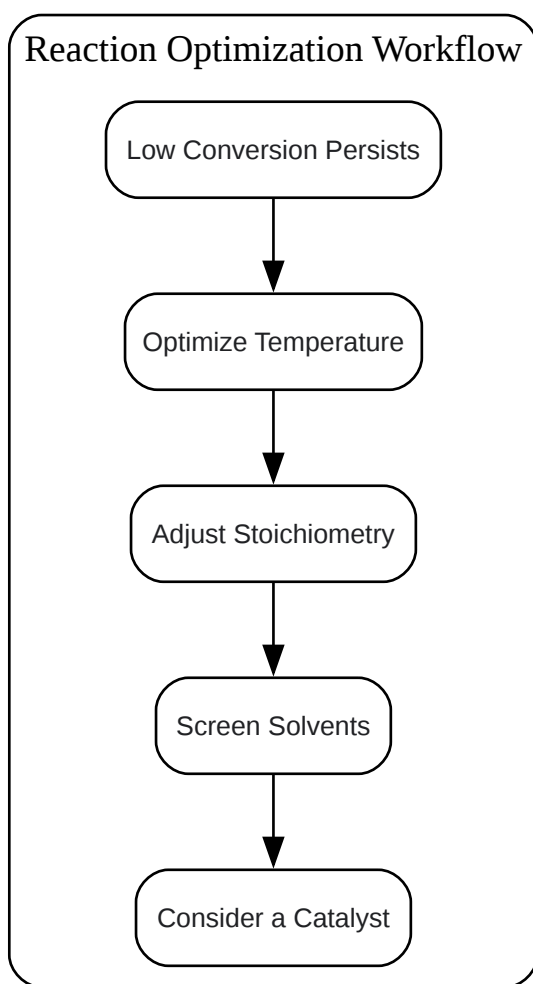 Reaction Optimization Workflow
Low Conversion Persists
Optimize Temperature
Adjust Stoichiometry
Screen Solvents
Consider a Catalyst